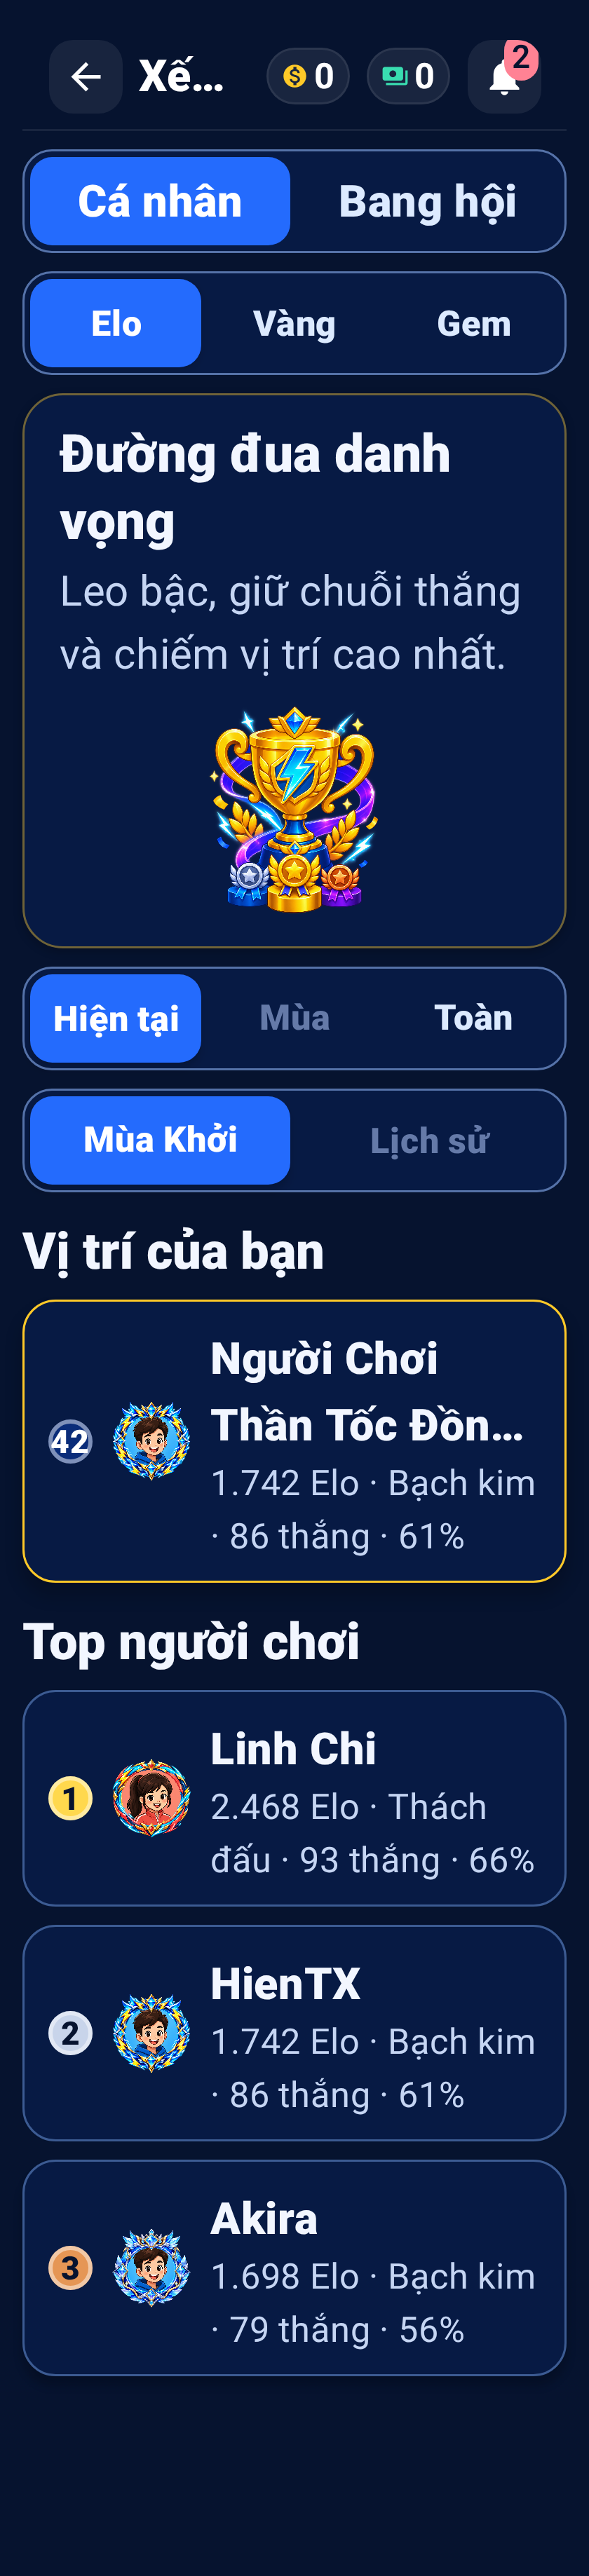 Xế...
0
0
2
Cá nhân
Bang hội
Elo
Vàng
Gem
Đường đua danh
vọng
Leo bậc, giữ chuỗi thắng
và chiếm vị trí cao nhất.
Hiện tại
Mùa
Toàn
Mùa Khởi
Lịch sử
Vị trí của bạn
42
Người Chơi
Thần Tốc Đồn...
1.742 Elo · Bạch kim
· 86 thắng · 61%
Top người chơi
1
Linh Chi
2.468 Elo · Thách
đấu · 93 thắng · 66%
2
HienTX
1.742 Elo · Bạch kim
· 86 thắng · 61%
3
Akira
1.698 Elo · Bạch kim
· 79 thắng · 56%